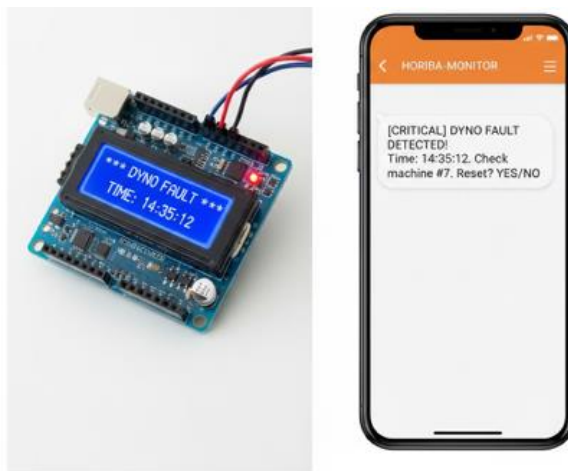 *** DYNO FAULT ***
TIME: 14:35:12
HORIBA-MONITOR
[CRITICAL] DYNO FAULT
DETECTED!
Time: 14:35:12. Check
machine #7. Reset? YES/NO